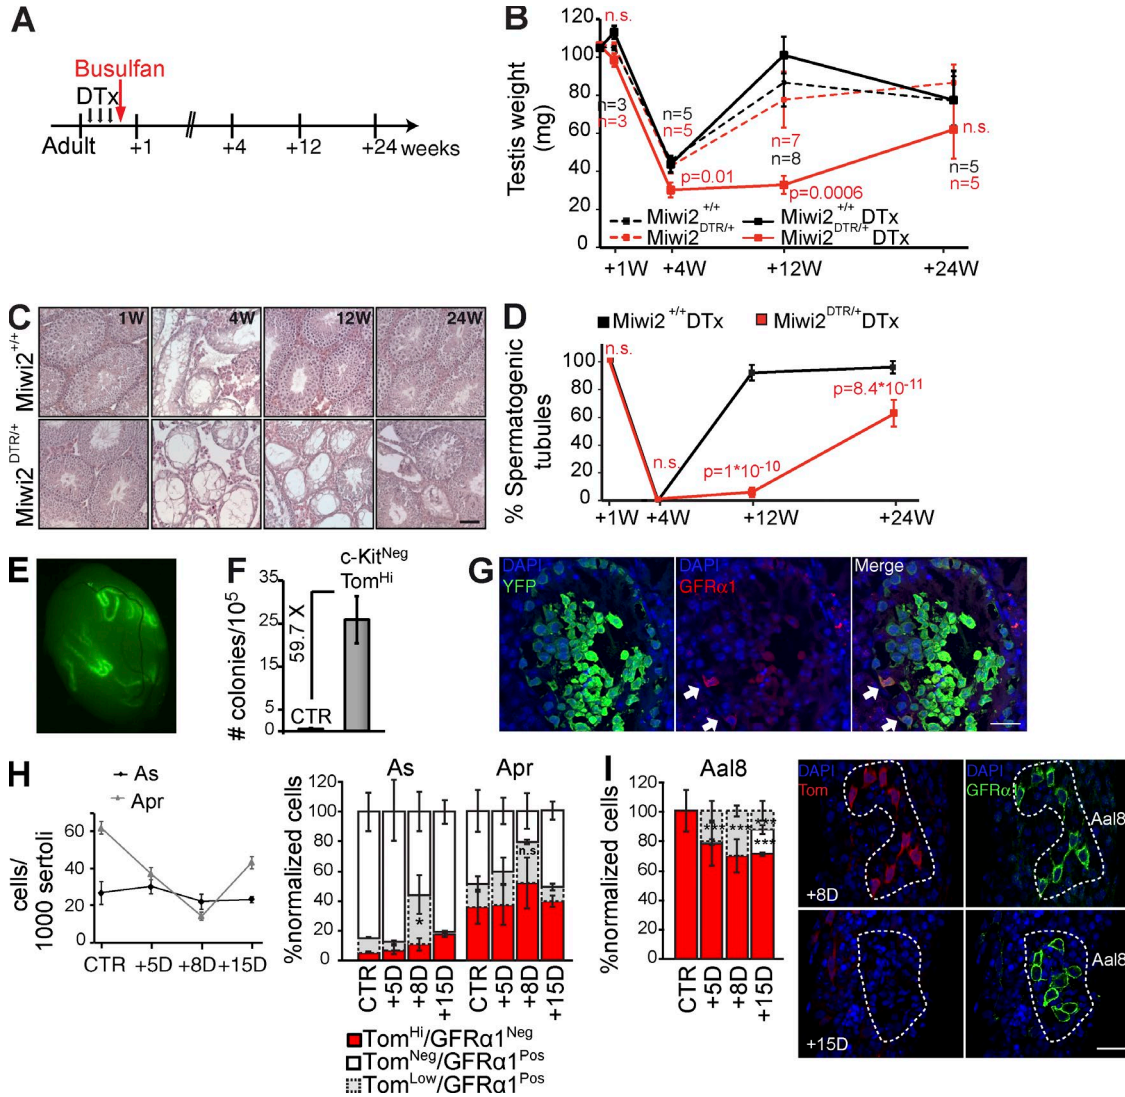 A
Busulfan
DTx
Adult
+1
+4
+12
+24 weeks
B
Testis weight
(mg)
120
100
80
60
40
20
0
n.s.
n=3
n=3
n=5
n=5
p=0.01
n=7
n=8
p=0.0006
n.s.
n=5
n=5
Miwi2+/+
Miwi2+/+ DTx
Miwi2DTR/+
Miwi2DTR/+ DTx
+1W
+4W
+12W
+24W
C
1W
4W
12W
24W
Miwi2+/+
Miwi2DTR/+
D
Miwi2+/+DTx
Miwi2DTR/+DTx
% Spermatogenic
tubules
100
80
60
40
20
0
n.s.
n.s.
p=1*10-10
p=8.4*10-11
+1W
+4W
+12W
+24W
E
F
c-KitNeg
TomHi
# colonies/105
35
25
15
5
0
59.7 X
CTR
G
DAPI
YFP
DAPI
GFRα1
Merge
H
As
Apr
cells/
1000 sertoli
60
40
20
0
CTR
+5D
+8D
+15D
%normalized cells
120
100
80
60
40
20
0
As
Apr
*
n.s
CTR
+5D
+8D
+15D
CTR
+5D
+8D
+15D
TomHi/GFRα1Neg
TomNeg/GFRα1Pos
TomLow/GFRα1Pos
I
Aal8
%normalized cells
120
100
80
60
40
20
0
***
***
***
***
CTR
+5D
+8D
+15D
DAPI
Tom
DAPI
GFRα1
Aal8
+8D
Aal8
+15D